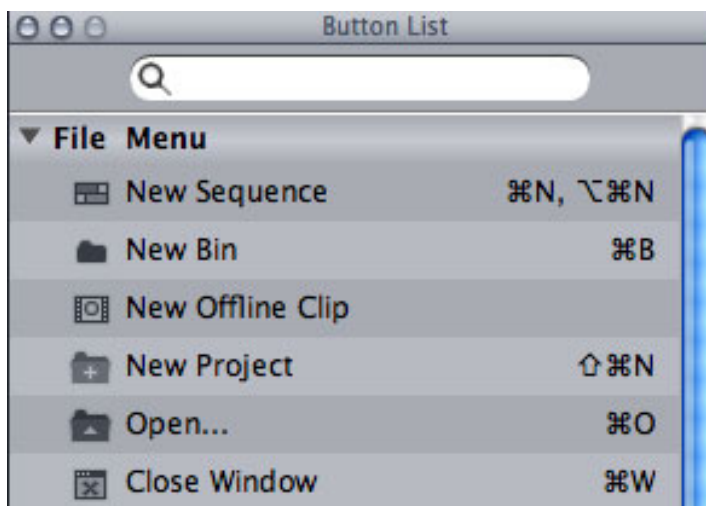 Button List
File Menu
New Sequence ⌘N, ⌥⌘N
New Bin ⌘B
New Offline Clip
New Project ⇧⌘N
Open... ⌘O
Close Window ⌘W